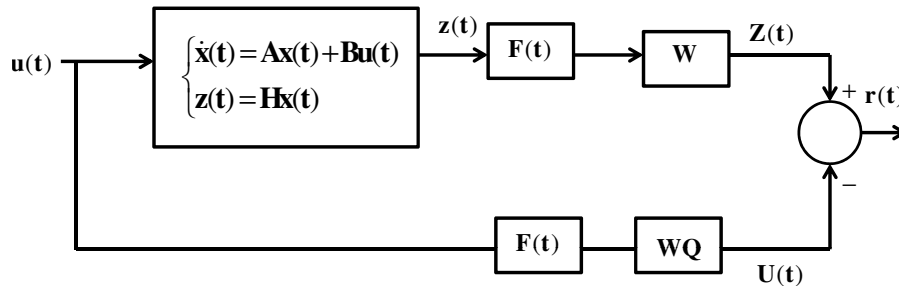 u(t)
ẋ(t) = Ax(t) + Bu(t)
z(t) = Hx(t)
z(t)
F(t)
W
Z(t)
+
r(t)
−
F(t)
WQ
U(t)